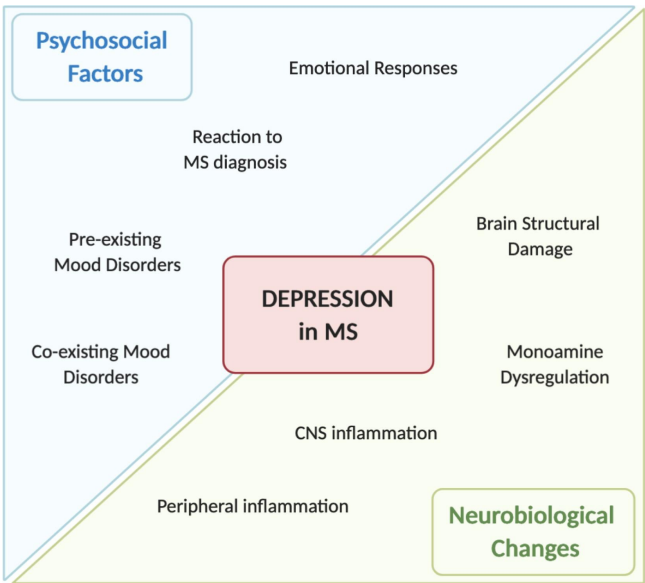 Psychosocial
Factors
Emotional Responses
Reaction to
MS diagnosis
Pre-existing
Mood Disorders
Co-existing Mood
Disorders
DEPRESSION
in MS
Brain Structural
Damage
Monoamine
Dysregulation
CNS inflammation
Peripheral inflammation
Neurobiological
Changes